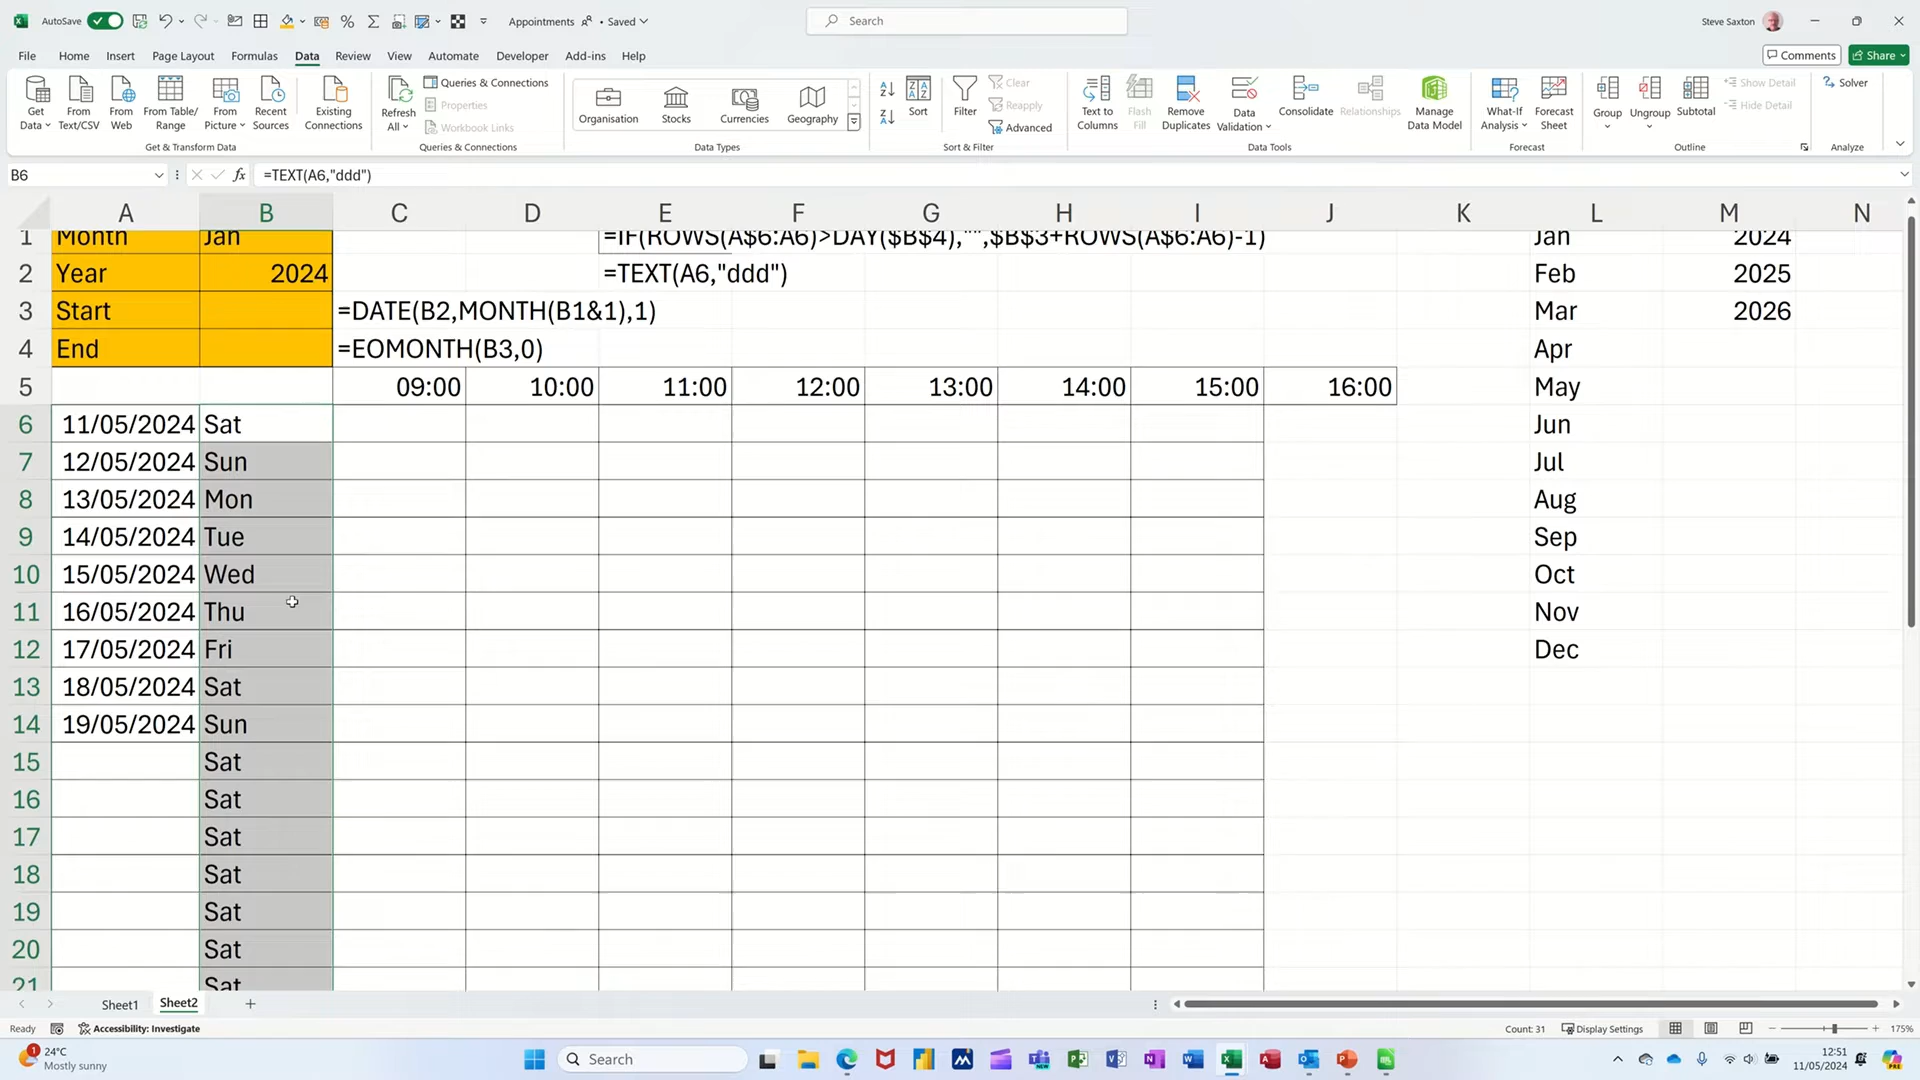 AutoSave
Appointments • Saved
Search
Steve Saxton
File Home Insert Page Layout Formulas Data Review View Automate Developer Add-ins Help
Comments Share
Get Data
From Text/CSV
From Web
From Table/ Range
From Picture
Recent Sources
Existing Connections
Get & Transform Data
Refresh All
Queries & Connections
Properties
Workbook Links
Queries & Connections
Organisation Stocks Currencies Geography
Data Types
Sort
Filter
Clear
Reapply
Advanced
Sort & Filter
Text to Columns
Flash Fill
Remove Duplicates
Data Validation
Consolidate
Relationships
Manage Data Model
Data Tools
What-If Analysis
Forecast Sheet
Forecast
Group
Ungroup
Subtotal
Show Detail
Hide Detail
Outline
Solver
Analyze
B6 fx =TEXT(A6,"ddd")
A B C D E F G H I J K L M N
1 Month Jan =IF(ROWS(A$6:A6)>DAY($B$4),"",$B$3+ROWS(A$6:A6)-1) Jan 2024
2 Year 2024 =TEXT(A6,"ddd") Feb 2025
3 Start =DATE(B2,MONTH(B1&1),1) Mar 2026
4 End =EOMONTH(B3,0) Apr
5 09:00 10:00 11:00 12:00 13:00 14:00 15:00 16:00 May
6 11/05/2024 Sat Jun
7 12/05/2024 Sun Jul
8 13/05/2024 Mon Aug
9 14/05/2024 Tue Sep
10 15/05/2024 Wed Oct
11 16/05/2024 Thu Nov
12 17/05/2024 Fri Dec
13 18/05/2024 Sat
14 19/05/2024 Sun
15 Sat
16 Sat
17 Sat
18 Sat
19 Sat
20 Sat
21 Sat
Sheet1 Sheet2
Ready Accessibility: Investigate Count: 31 Display Settings 175%
1 24°C
Mostly sunny
Search
12:51
11/05/2024